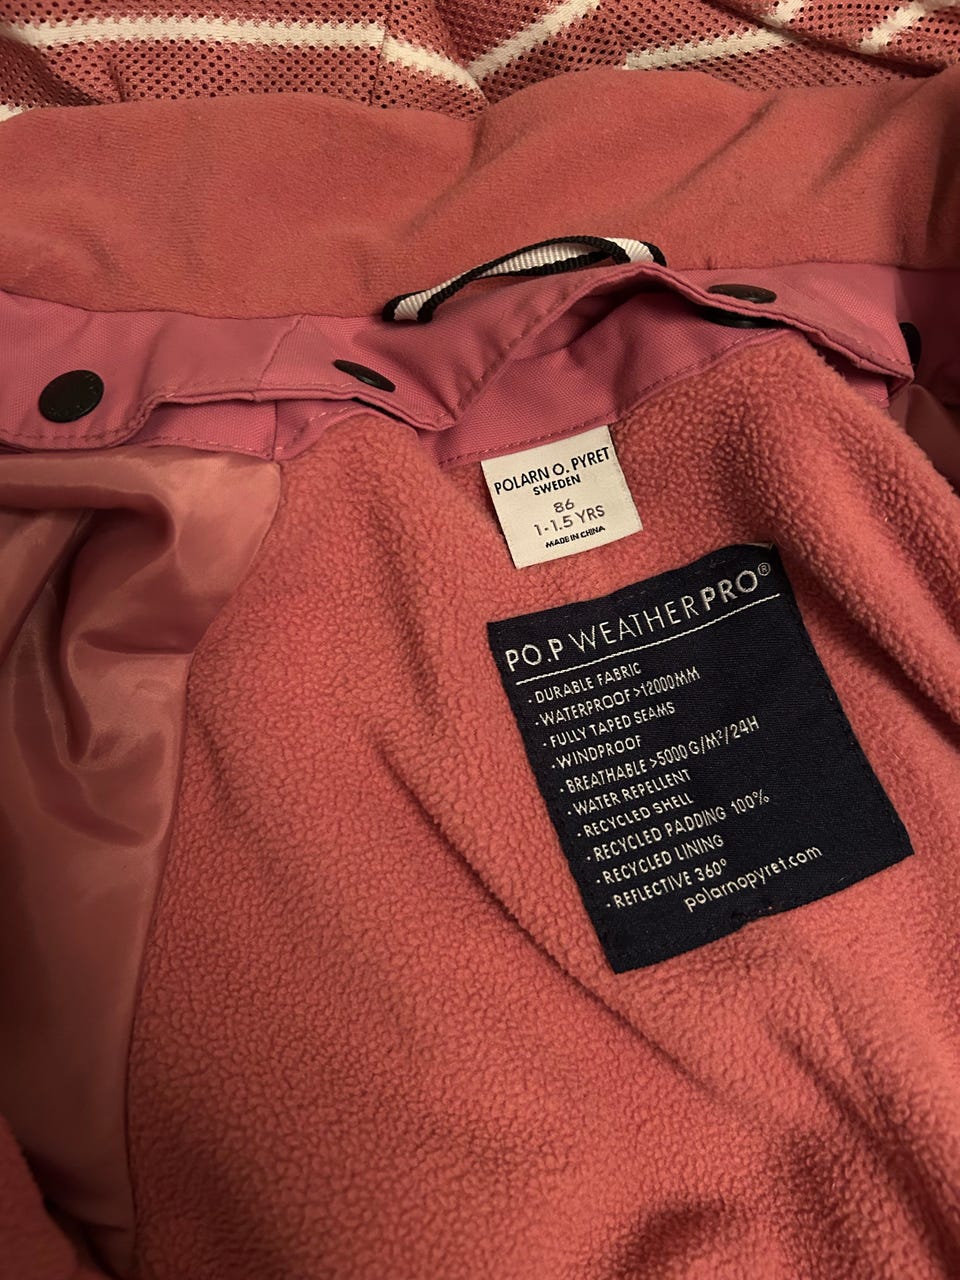 POLARN O. PYRET
SWEDEN
86
1-1.5 YRS
MADE IN CHINA
PO.P WEATHERPRO®
· DURABLE FABRIC
· WATERPROOF >12000MM
· FULLY TAPED SEAMS
· WINDPROOF
· BREATHABLE >5000 G/M²/24H
· WATER REPELLENT
· RECYCLED SHELL
· RECYCLED PADDING 100%
· RECYCLED LINING
· REFLECTIVE 360°
polarnopyret.com